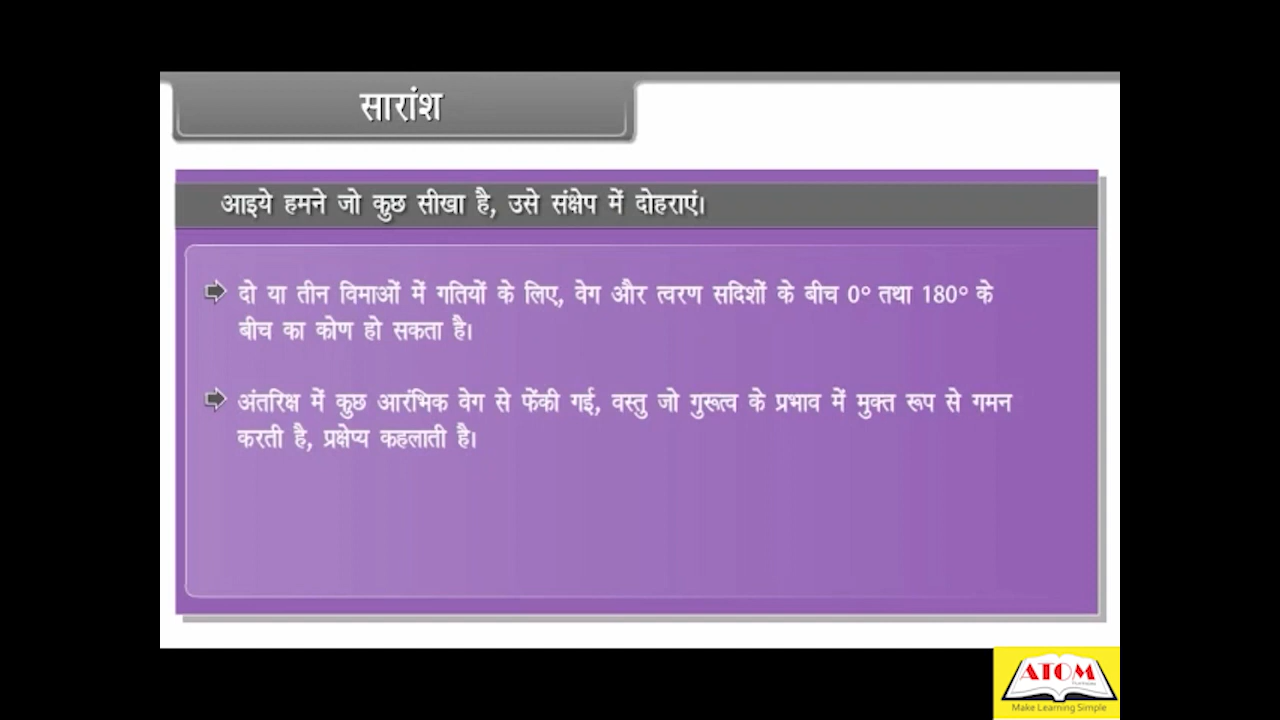 सारांश
आइये हमने जो कुछ सीखा है, उसे संक्षेप में दोहराएं।
दो या तीन विमाओं में गतियों के लिए, वेग और त्वरण सदिशों के बीच 0° तथा 180° के
बीच का कोण हो सकता है।
अंतरिक्ष में कुछ आरंभिक वेग से फेंकी गई, वस्तु जो गुरूत्व के प्रभाव में मुक्त रूप से गमन
करती है, प्रक्षेप्य कहलाती है।
ATOM
Make Learning Simple